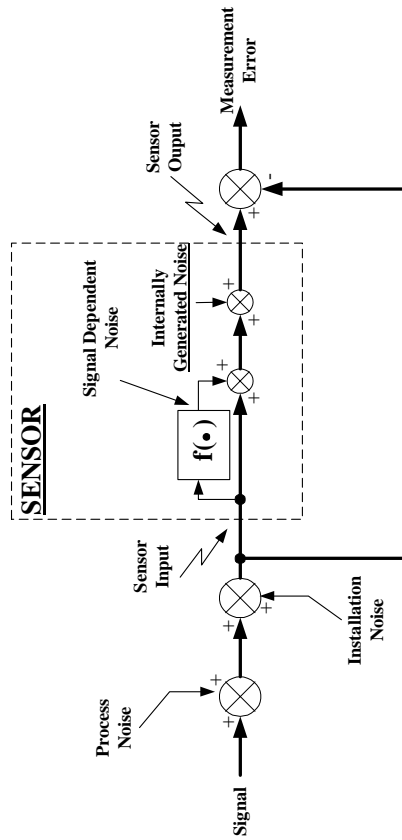 SENSOR
Signal
Process
Noise
Installation
Noise
Sensor
Input
f(•)
Signal Dependent
Noise
Internally
Generated Noise
Sensor
Ouput
Measurement
Error
+
+
+
+
+
+
+
+
+
-